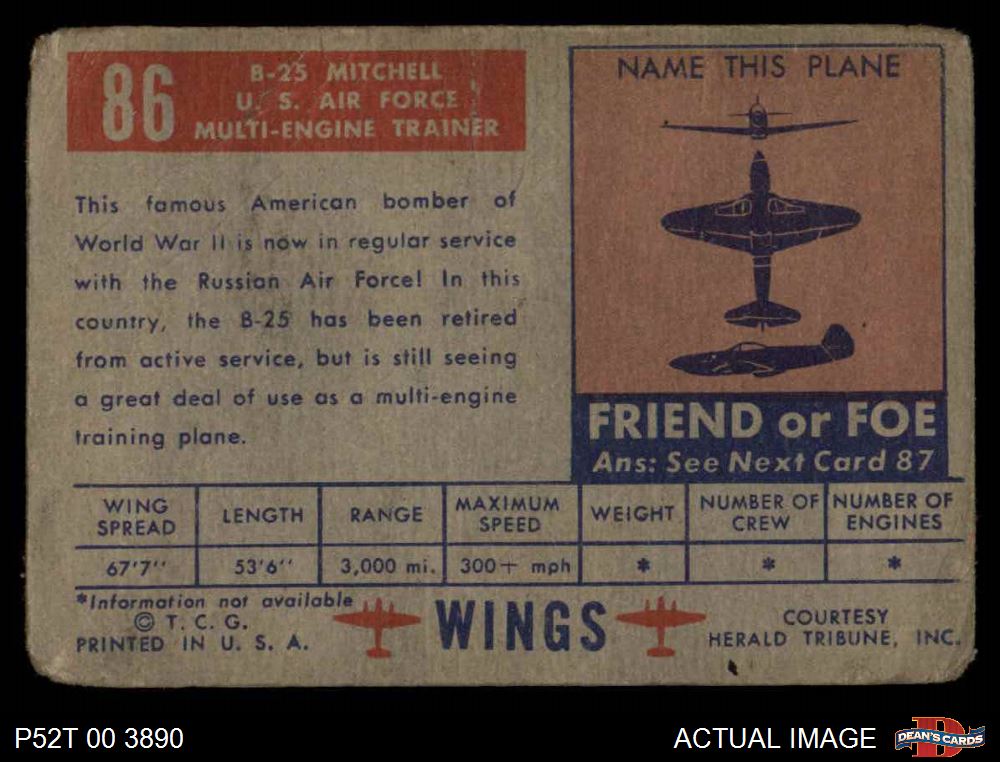 86
B-25 MITCHELL
U. S. AIR FORCE
MULTI-ENGINE TRAINER
This famous American bomber of
World War II is now in regular service
with the Russian Air Force! In this
country, the B-25 has been retired
from active service, but is still seeing
a great deal of use as a multi-engine
training plane.
NAME THIS PLANE
FRIEND or FOE
Ans: See Next Card 87
WING SPREAD LENGTH RANGE MAXIMUM SPEED WEIGHT NUMBER OF CREW NUMBER OF ENGINES
67'7'' 53'6'' 3,000 mi. 300+ mph * * *
*Information not available
© T. C. G.
PRINTED IN U. S. A.
WINGS
COURTESY
HERALD TRIBUNE, INC.
P52T 00 3890
ACTUAL IMAGE
D
DEAN'S CARDS